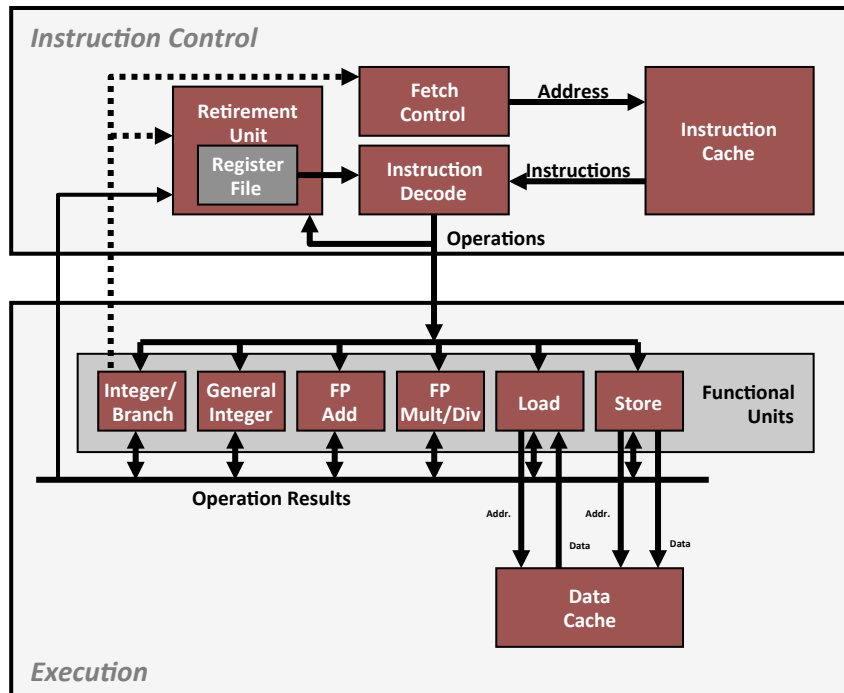 Instruction Control
Fetch
Control
Address
Instruction
Cache
Retirement
Unit
Register
File
Instruction
Decode
Instructions
Operations
Integer/
Branch
General
Integer
FP
Add
FP
Mult/Div
Load
Store
Functional
Units
Operation Results
Addr.
Data
Addr.
Data
Data
Cache
Execution